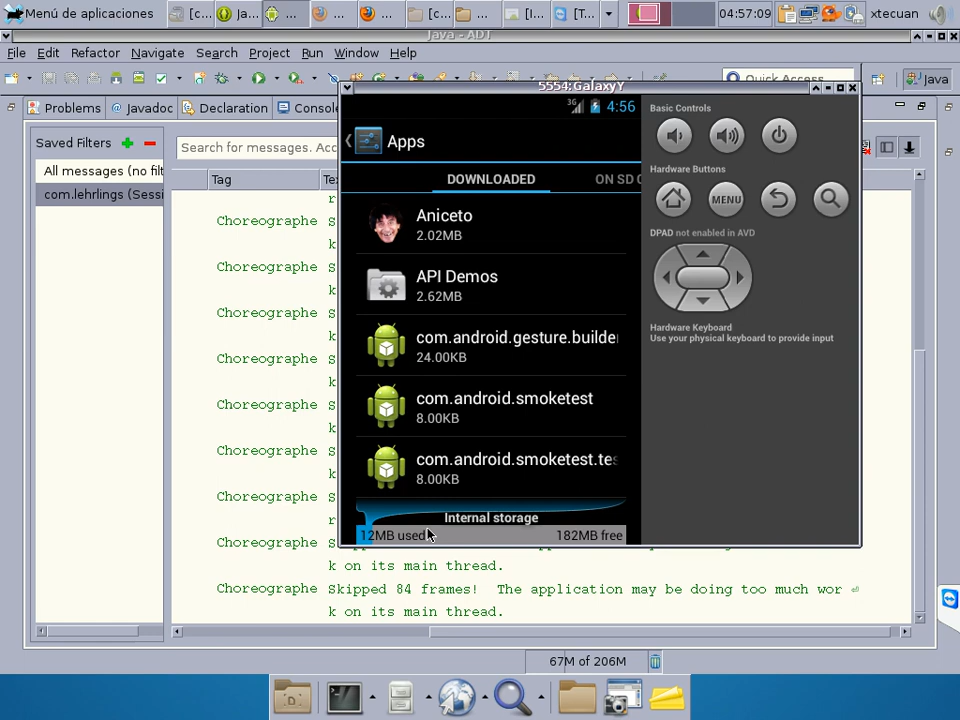 Menú de aplicaciones
[c...
Ja...
...
...
...
[c...
...
[I...
[T...
04:57:09
xtecuan
Java - ADT
File Edit Refactor Navigate Search Project Run Window Help
Quick Access
Java
Problems
Javadoc
Declaration
Console
Saved Filters
All messages (no filt
com.lehrlings (Sessi
Search for messages. Acc
Tag
Te
Choreographe
Choreographe
Choreographe
Choreographe
Choreographe
Choreographe
Choreographe
Choreographe
k on its main thread.
Choreographe Skipped 84 frames! The application may be doing too much wor
k on its main thread.
67M of 206M
5554:GalaxyY
3G
4:56
Apps
DOWNLOADED
ON SD C
Aniceto
2.02MB
API Demos
2.62MB
com.android.gesture.builde
24.00KB
com.android.smoketest
8.00KB
com.android.smoketest.tes
8.00KB
Internal storage
12MB used
182MB free
Basic Controls
Hardware Buttons
MENU
DPAD not enabled in AVD
Hardware Keyboard
Use your physical keyboard to provide input